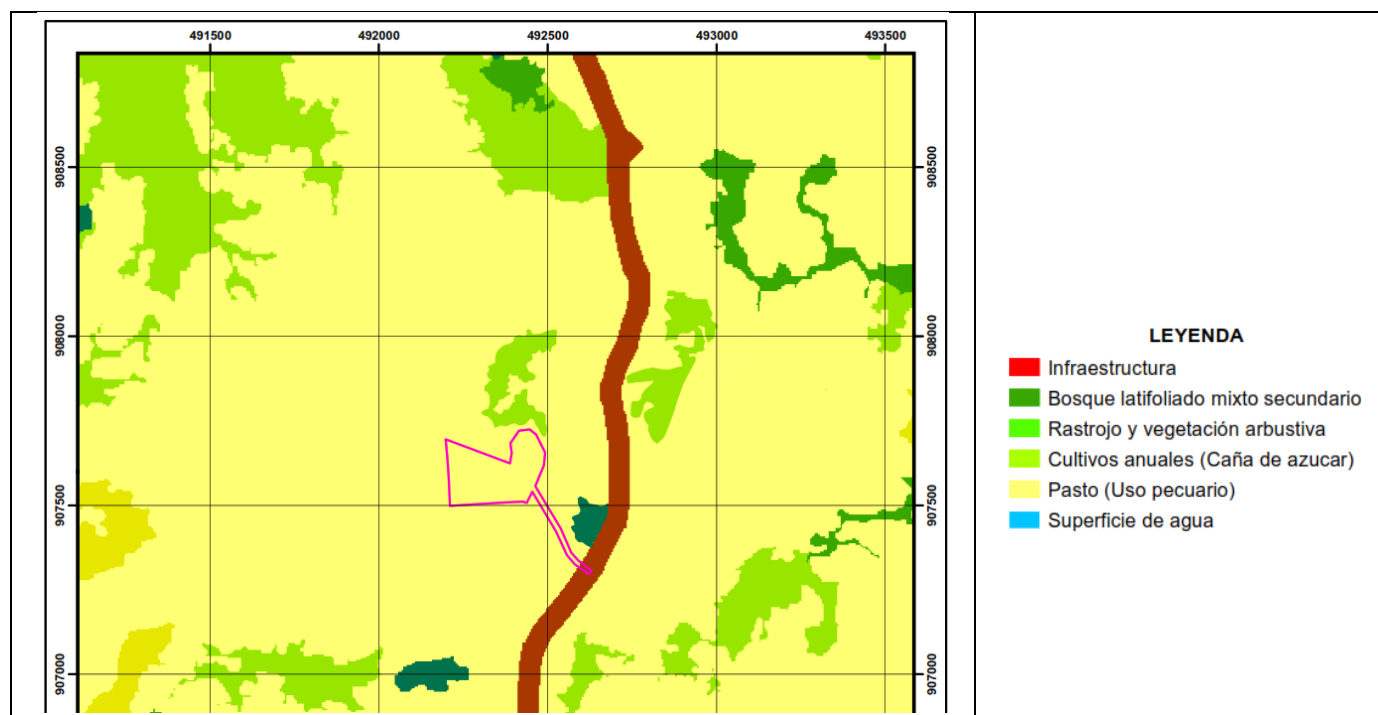 491500 492000 492500 493000 493500
908500 908500
908000 908000
907500 907500
907000 907000
LEYENDA
Infraestructura
Bosque latifoliado mixto secundario
Rastrojo y vegetación arbustiva
Cultivos anuales (Caña de azucar)
Pasto (Uso pecuario)
Superficie de agua